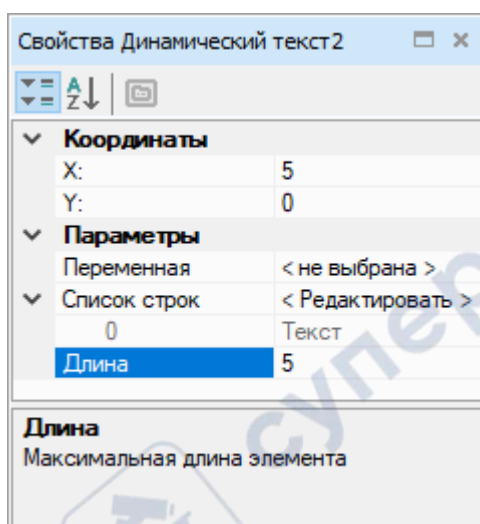 Свойства Динамический текст2
Координаты
X: 5
Y: 0
Параметры
Переменная < не выбрана >
Список строк < Редактировать >
0 Текст
Длина 5
Длина
Максимальная длина элемента
супер